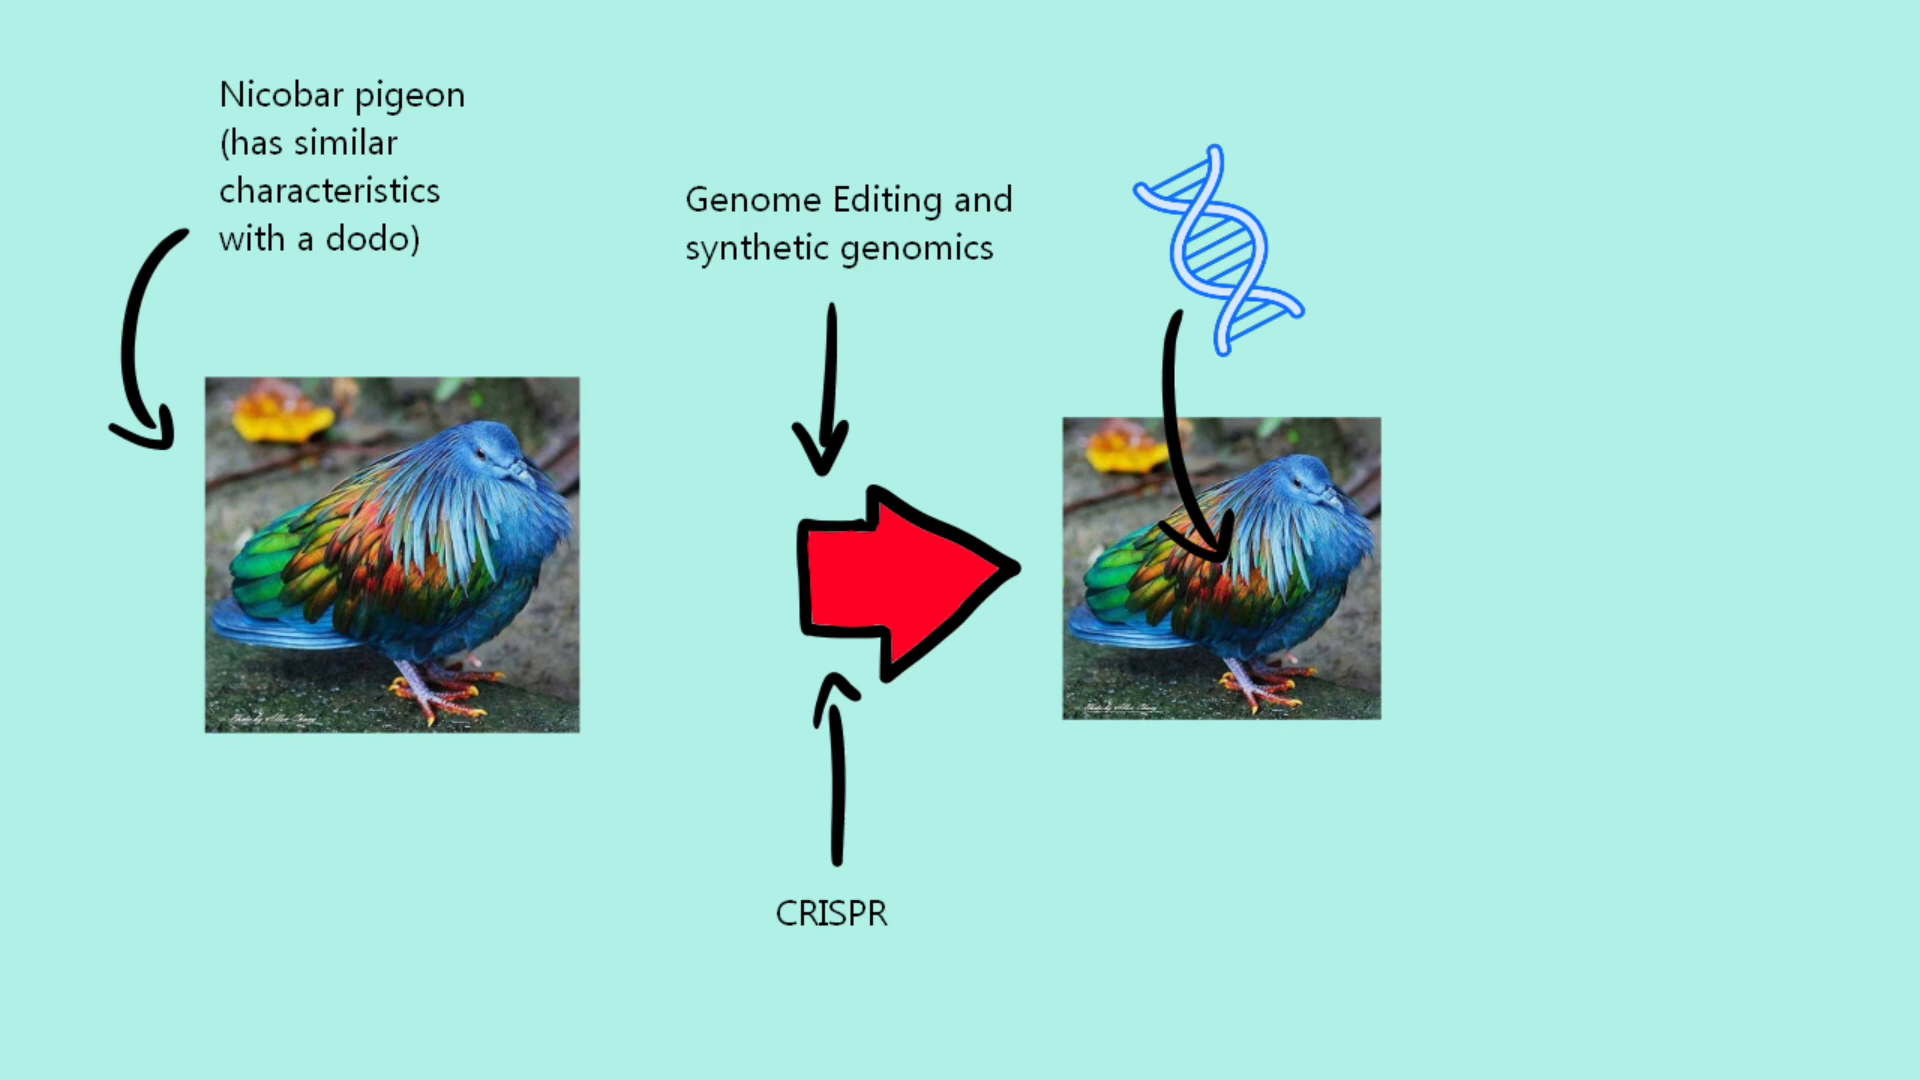 Nicobar pigeon
(has similar
characteristics
with a dodo)
Genome Editing and
synthetic genomics
CRISPR